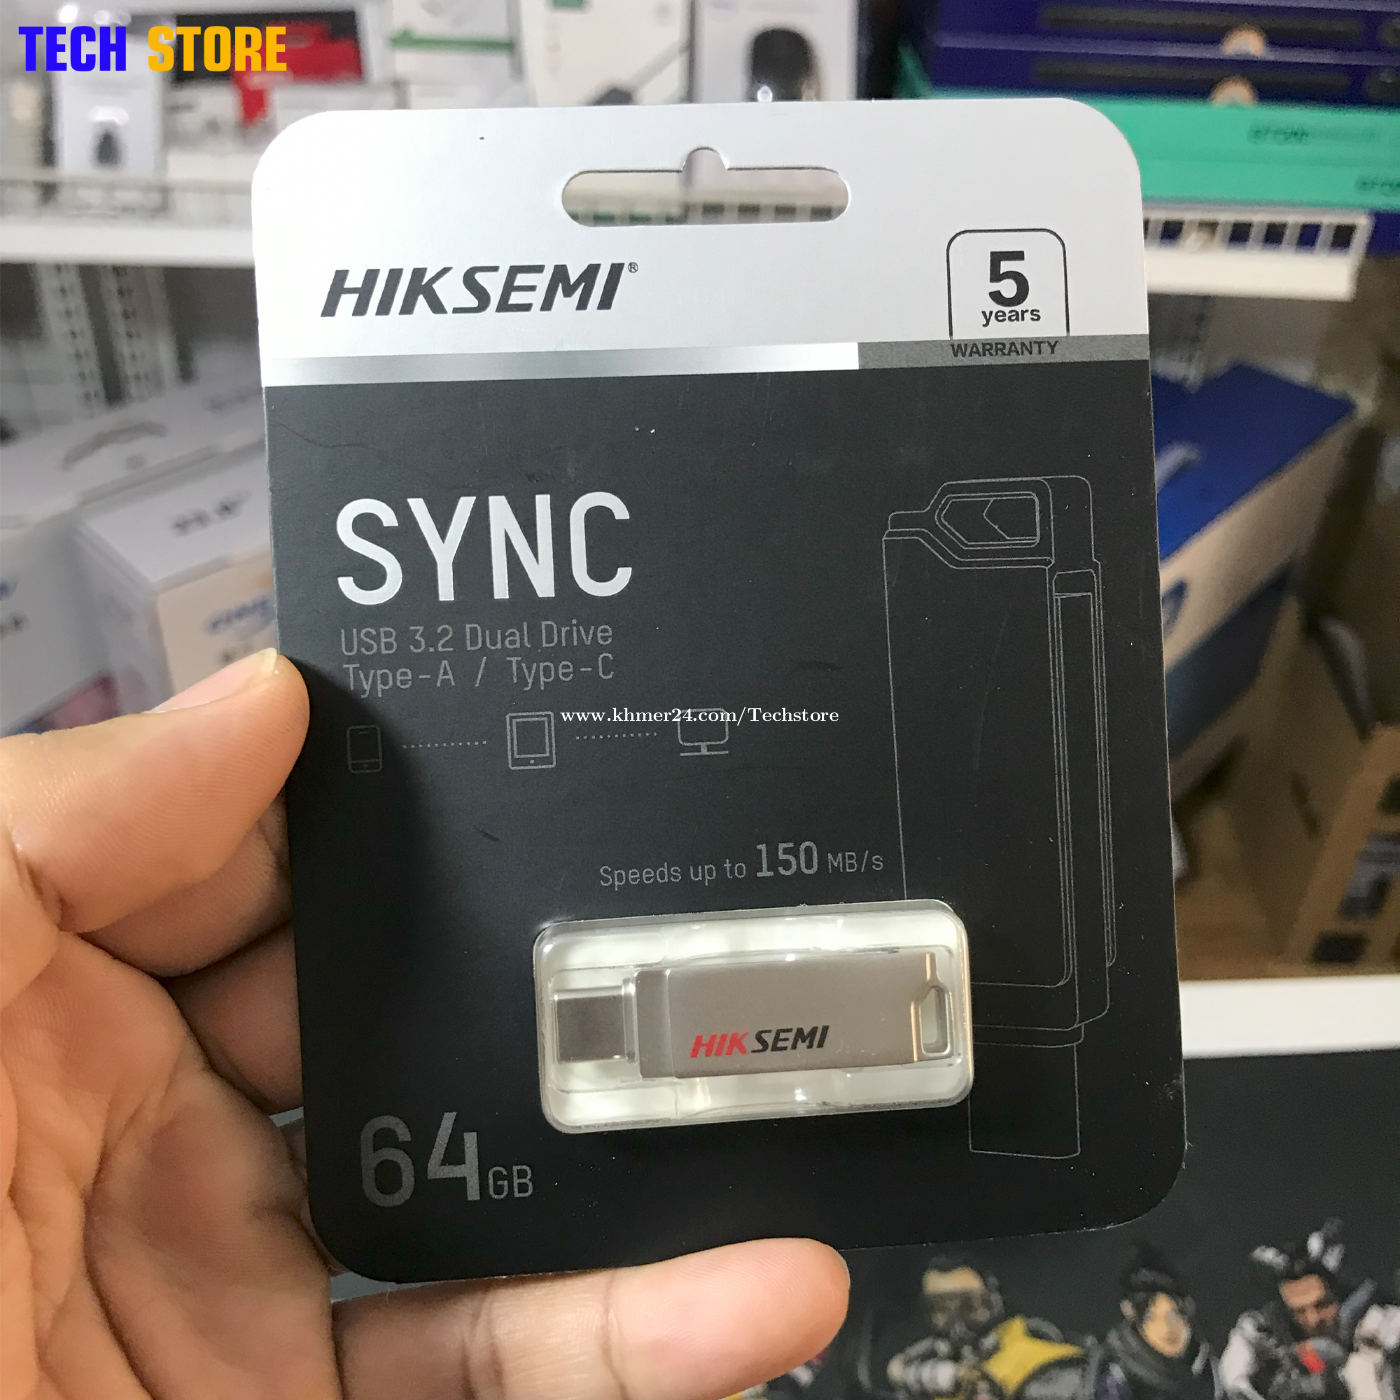 TECH STORE
HIKSEMI®
5
years
WARRANTY
SYNC
USB 3.2 Dual Drive
Type-A / Type-C
www.khmer24.com/Techstore
Speeds up to 150 MB/s
HIKSEMI
64GB